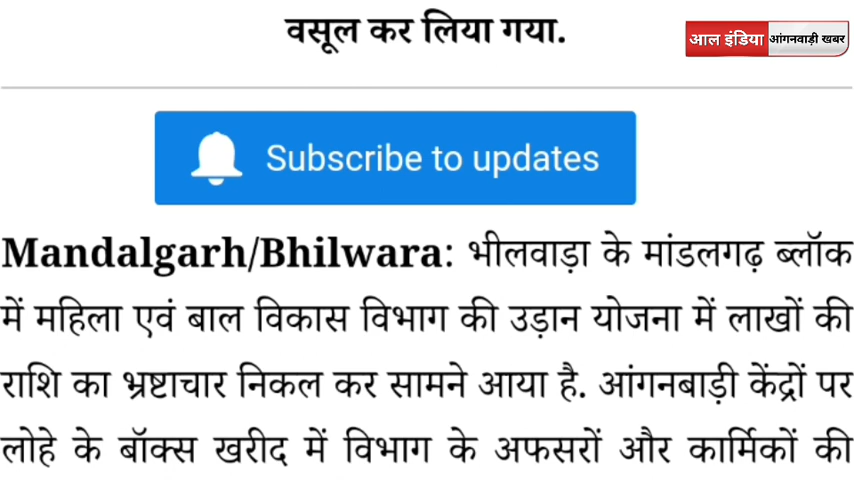 वसूल कर लिया गया.
आल इंडिया आंगनवाड़ी खबर
Subscribe to updates
Mandalgarh/Bhilwara: भीलवाड़ा के मांडलगढ़ ब्लॉक
में महिला एवं बाल विकास विभाग की उड़ान योजना में लाखों की
राशि का भ्रष्टाचार निकल कर सामने आया है. आंगनबाड़ी केंद्रों पर
लोहे के बॉक्स खरीद में विभाग के अफसरों और कार्मिकों की